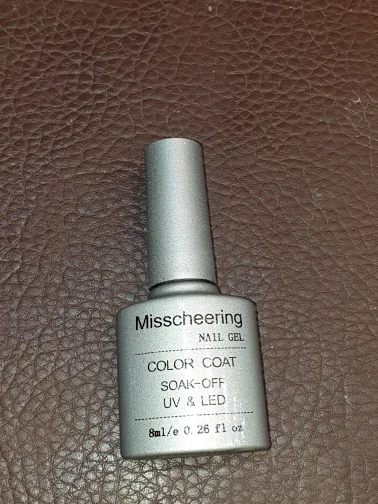 Misscheering
NAIL GEL
COLOR COAT
SOAK-OFF
UV & LED
8ml/e 0.26 fl oz